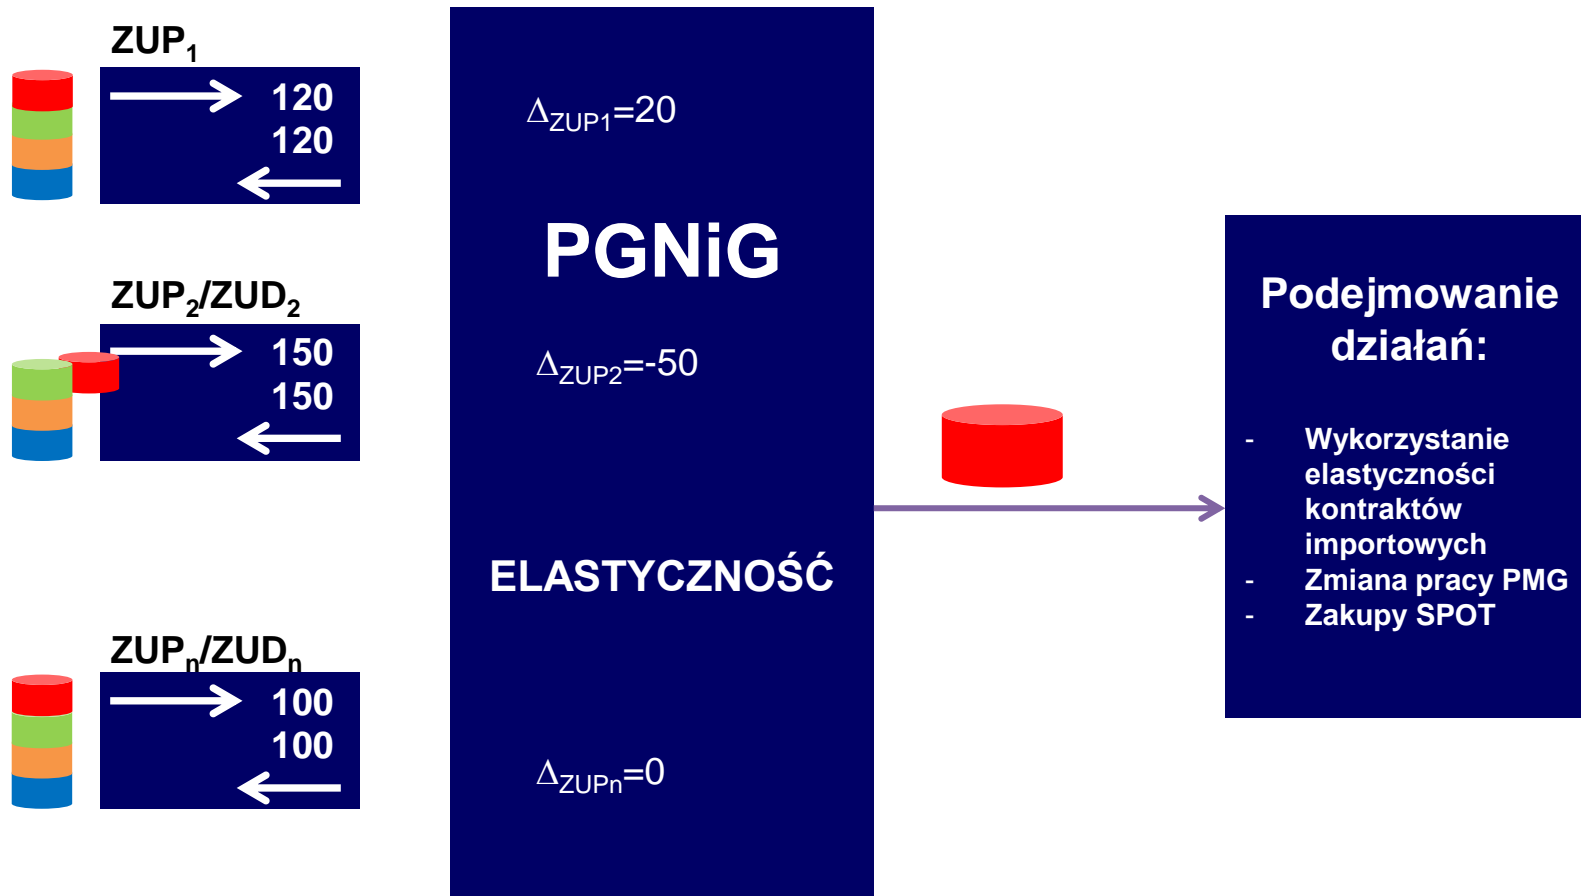 ZUP1
120
120
ZUP2/ZUD2
150
150
ZUPn/ZUDn
100
100
ΔZUP1=20
PGNiG
ΔZUP2=-50
ELASTYCZNOŚĆ
ΔZUPn=0
Podejmowanie
działań:
- Wykorzystanie
elastyczności
kontraktów
importowych
- Zmiana pracy PMG
- Zakupy SPOT